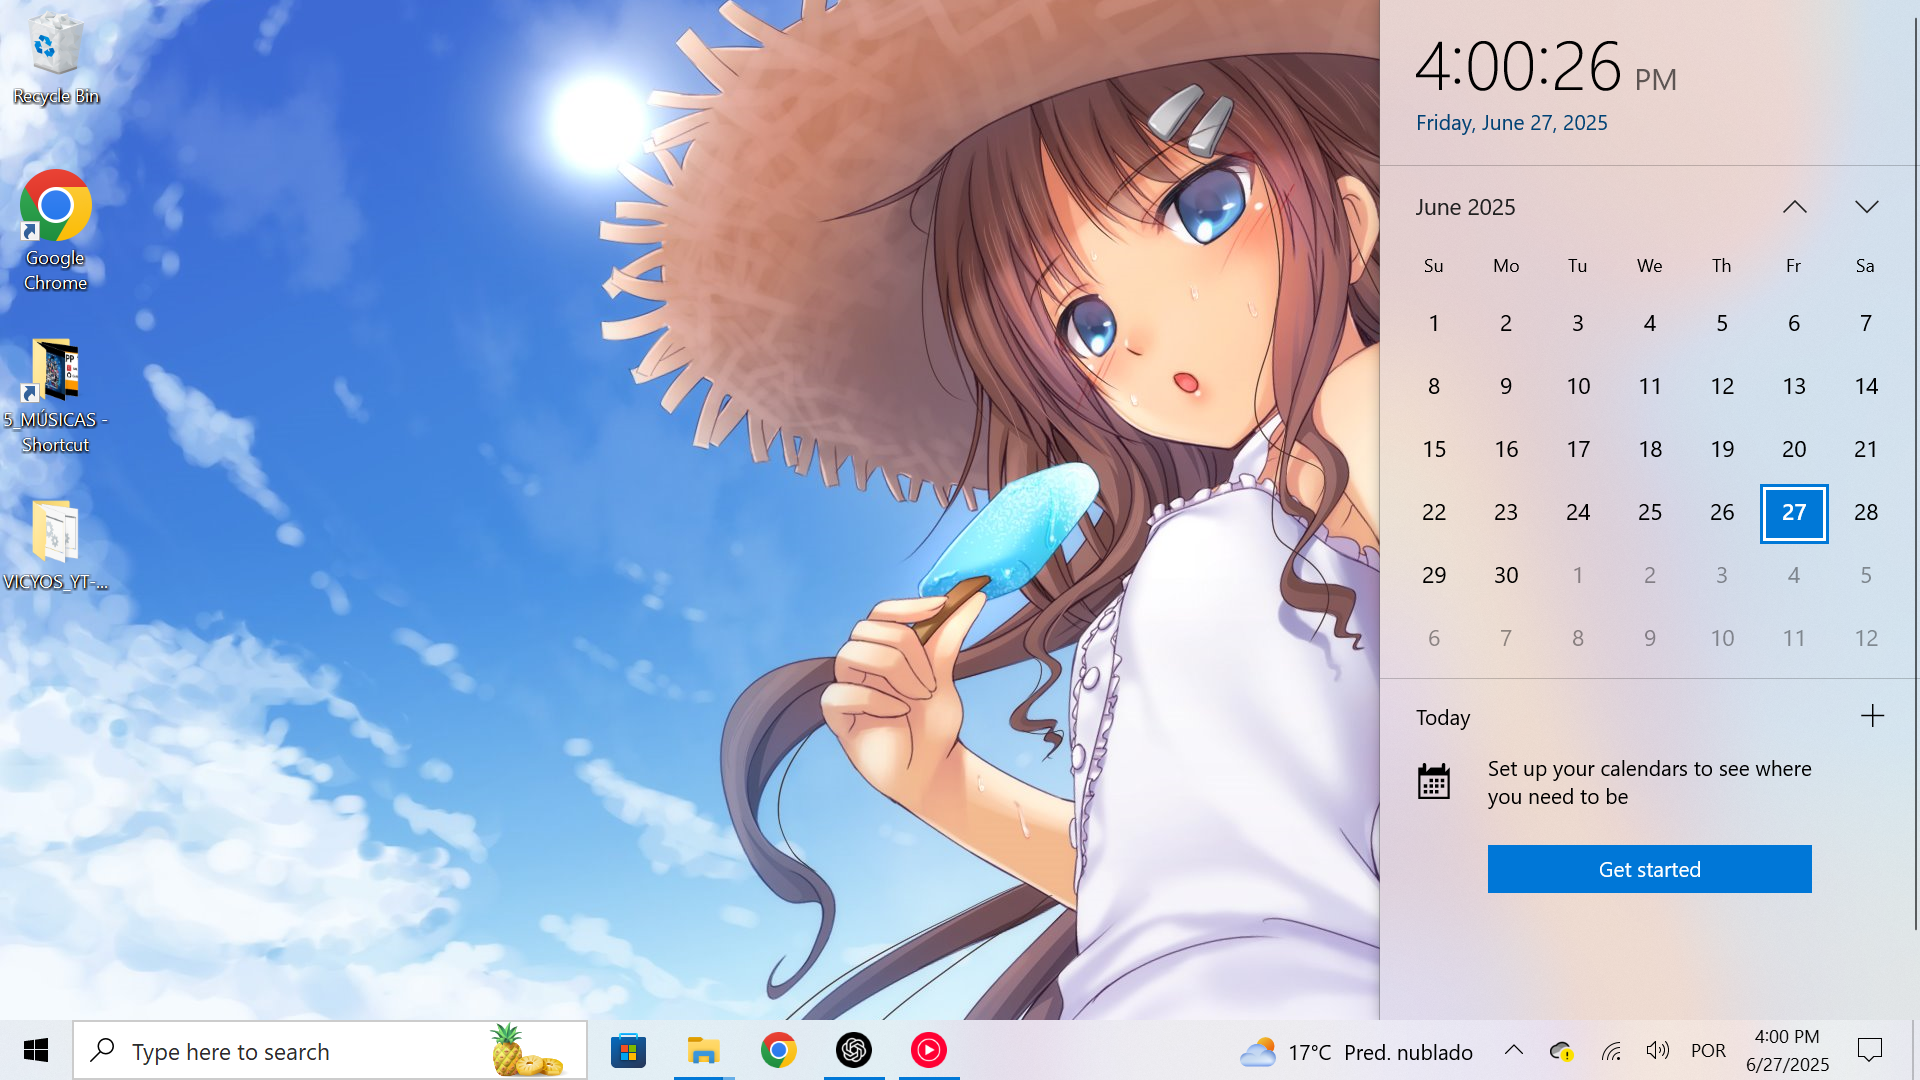 Recycle Bin
Google
Chrome
5_MÚSICAS -
Shortcut
VICYOS_YT-...
4:00:26 PM
Friday, June 27, 2025
June 2025
Su Mo Tu We Th Fr Sa
1 2 3 4 5 6 7
8 9 10 11 12 13 14
15 16 17 18 19 20 21
22 23 24 25 26 27 28
29 30 1 2 3 4 5
6 7 8 9 10 11 12
Today
Set up your calendars to see where
you need to be
Get started
Type here to search
17°C Pred. nublado
POR
4:00 PM
6/27/2025